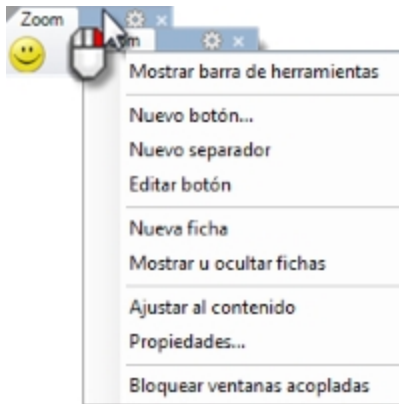 Zoom
m
Mostrar barra de herramientas
Nuevo botón...
Nuevo separador
Editar botón
Nueva ficha
Mostrar u ocultar fichas
Ajustar al contenido
Propiedades...
Bloquear ventanas acopladas